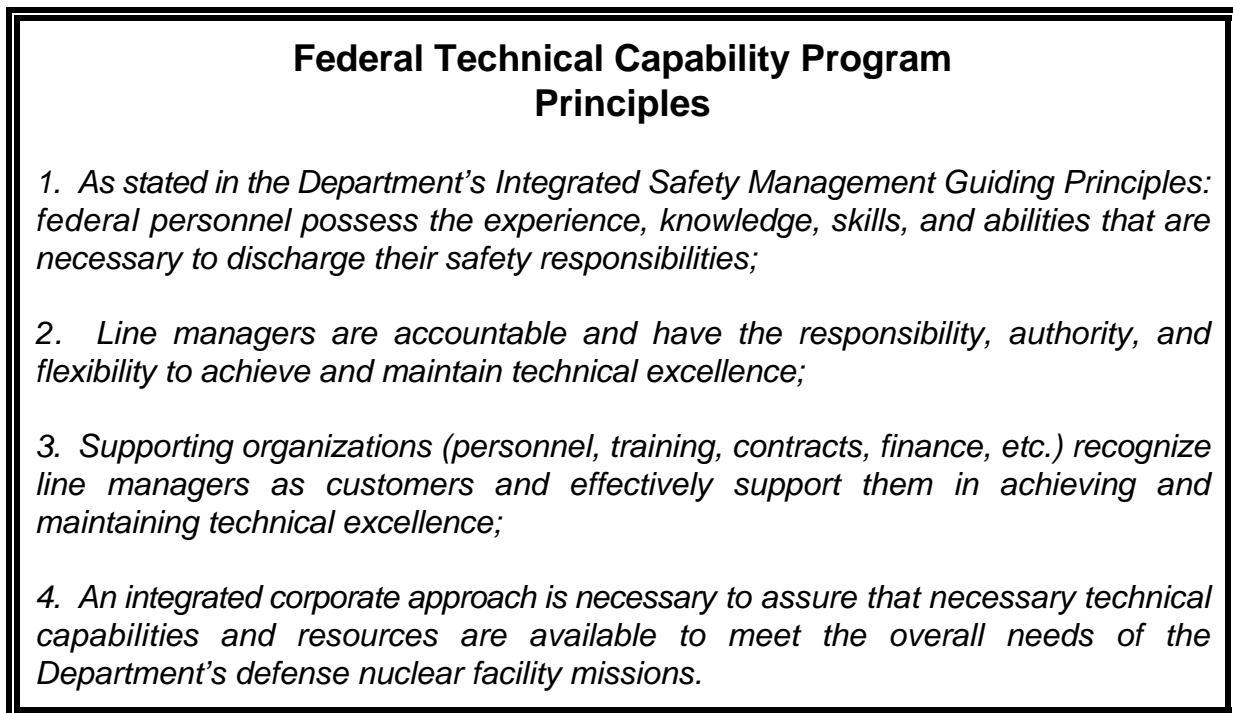 Federal Technical Capability Program
Principles
1. As stated in the Department’s Integrated Safety Management Guiding Principles:
federal personnel possess the experience, knowledge, skills, and abilities that are
necessary to discharge their safety responsibilities;
2. Line managers are accountable and have the responsibility, authority, and
flexibility to achieve and maintain technical excellence;
3. Supporting organizations (personnel, training, contracts, finance, etc.) recognize
line managers as customers and effectively support them in achieving and
maintaining technical excellence;
4. An integrated corporate approach is necessary to assure that necessary technical
capabilities and resources are available to meet the overall needs of the
Department’s defense nuclear facility missions.